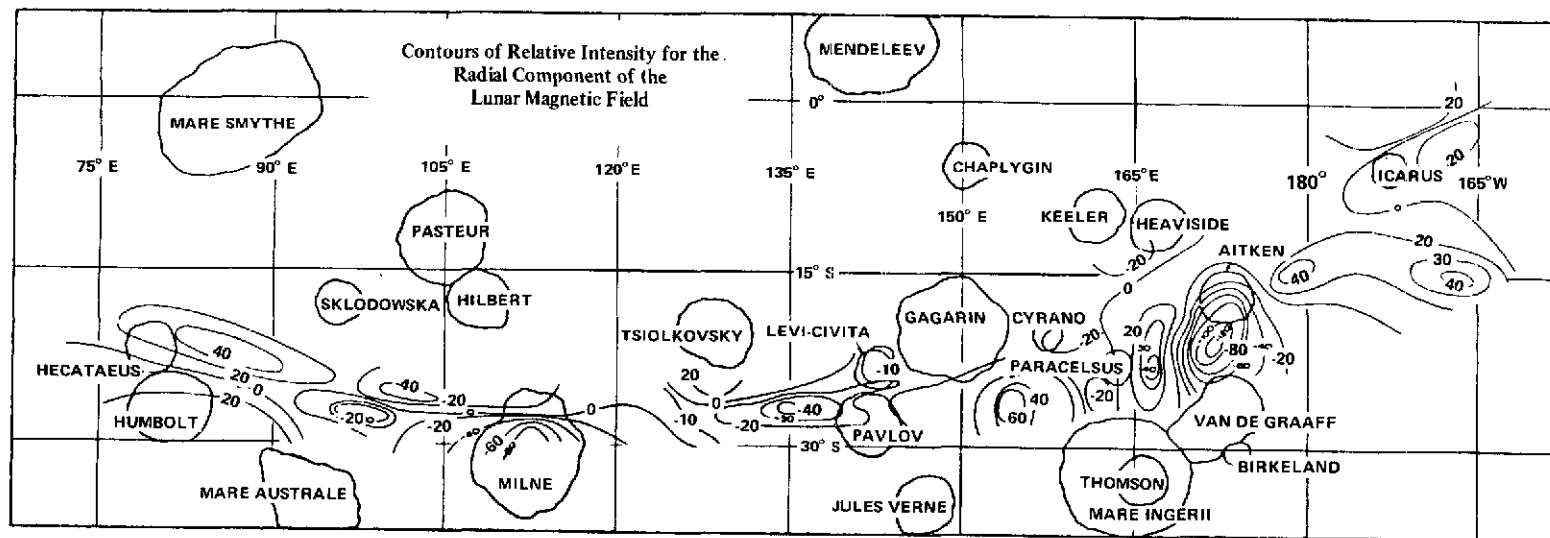 Contours of Relative Intensity for the
Radial Component of the
Lunar Magnetic Field
MENDELEEV
0°
20
MARE SMYTHE
75° E
90° E
105° E
120° E
135° E
CHAPLYGIN
150° E
165°E
180°
-20
20
ICARUS
165°W
0
KEELER
HEAVISIDE
PASTEUR
AITKEN
20
30
40
40
15° S
-20
0
SKLODOWSKA
HILBERT
TSIOLKOVSKY
LEVI-CIVITA
GAGARIN
CYRANO
-20
20
-80
-20
40
HECATAEUS
20
0
20
HUMBOLT
-40
-20
-20
0
-20
-60
MILNE
0
20
0
-10
-10
-40
-20
PAVLOV
30° S
PARACELSUS
40
60
-20
VAN DE GRAAFF
BIRKELAND
THOMSON
MARE INGERII
MARE AUSTRALE
JULES VERNE